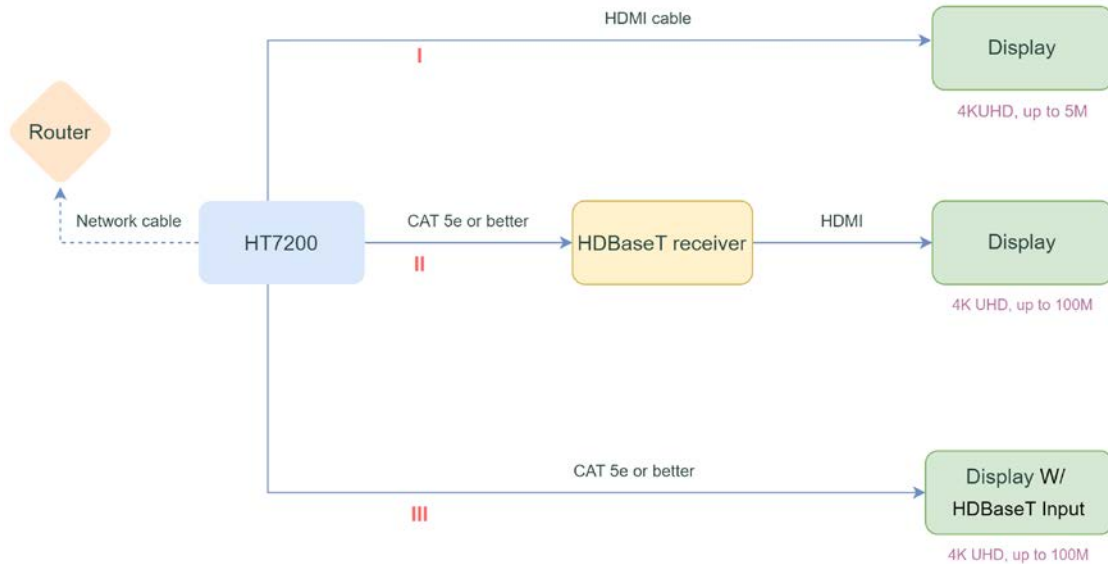 HDMI cable
I
Display
4KUHD, up to 5M
Router
Network cable
HT7200
CAT 5e or better
II
HDBaseT receiver
HDMI
Display
4K UHD, up to 100M
CAT 5e or better
III
Display W/
HDBaseT Input
4K UHD, up to 100M